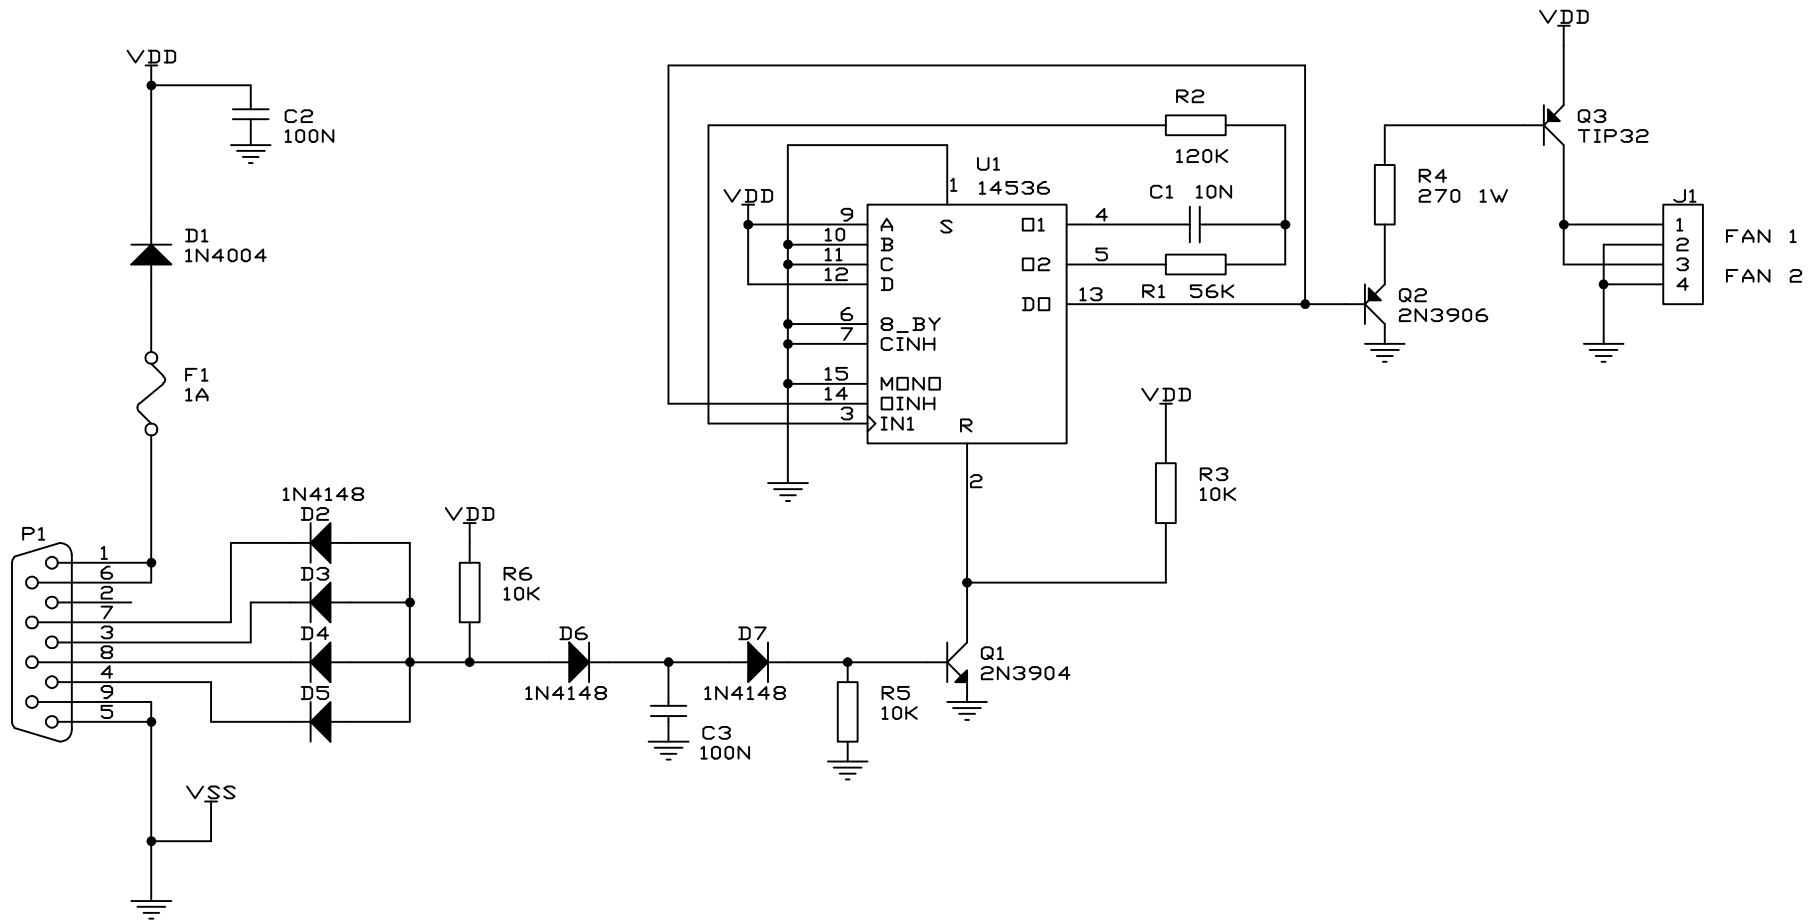 VDD
C2
100N
D1
1N4004
F1
1A
P1
1
6
2
7
3
8
4
9
5
VSS
1N4148
D2
D3
D4
D5
VDD
R6
10K
D6
1N4148
C3
100N
D7
1N4148
R5
10K
Q1
2N3904
VDD
R3
10K
U1
14536
1
S
VDD
9 A
10 B
11 C
12 D
6 8_BY
7 CINH
15 MONO
14 OINH
3 IN1
R
2
O1 4
O2 5
DO 13
R2
120K
C1 10N
R1 56K
Q2
2N3906
R4
270 1W
VDD
Q3
TIP32
J1
1
2
3
4
FAN 1
FAN 2